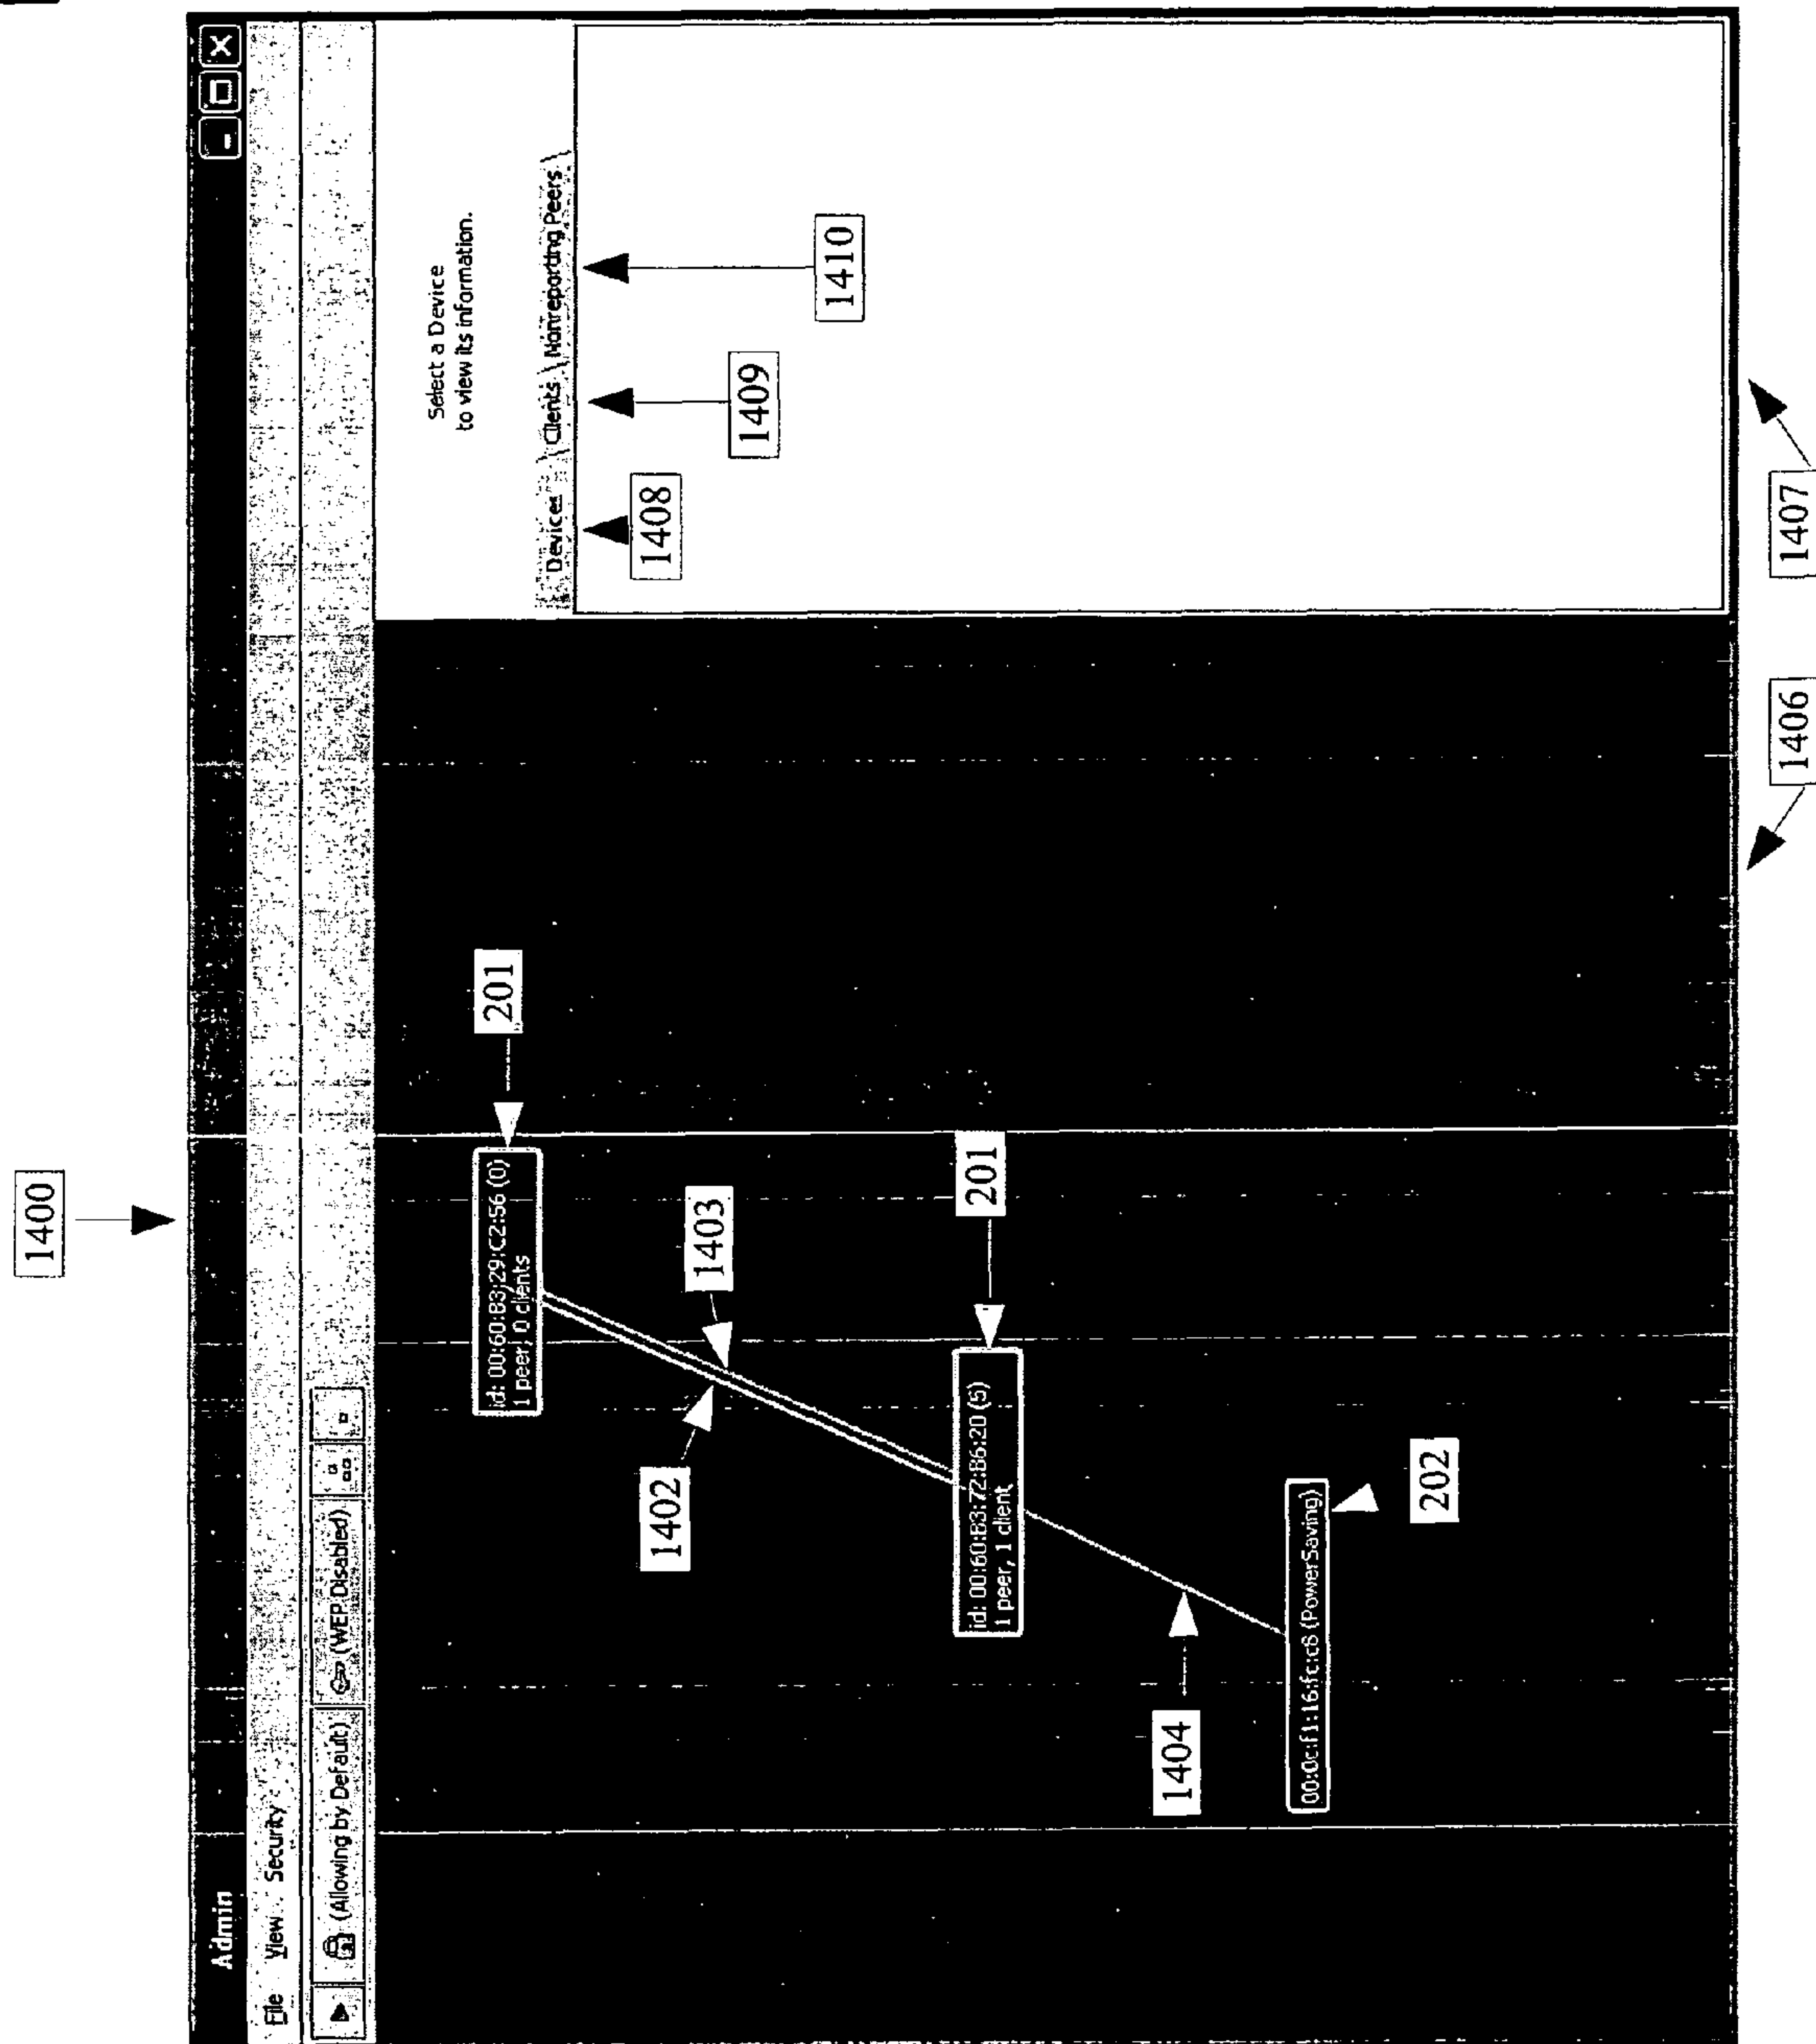 1400
Admin
File View Security
(Allowing by Default) (WEP Disabled)
Select a Device
to view its information.
Devices Clients Nonreporting Peers
1408
1409
1410
id: 00:60:B3:29:C2:56 (0)
1 peer, 0 clients
201
1402
1403
id: 00:60:B3:72:B6:20 (5)
1 peer, 1 client
201
1404
00:0c:f1:16:fc:c8 (PowerSaving)
202
1406
1407